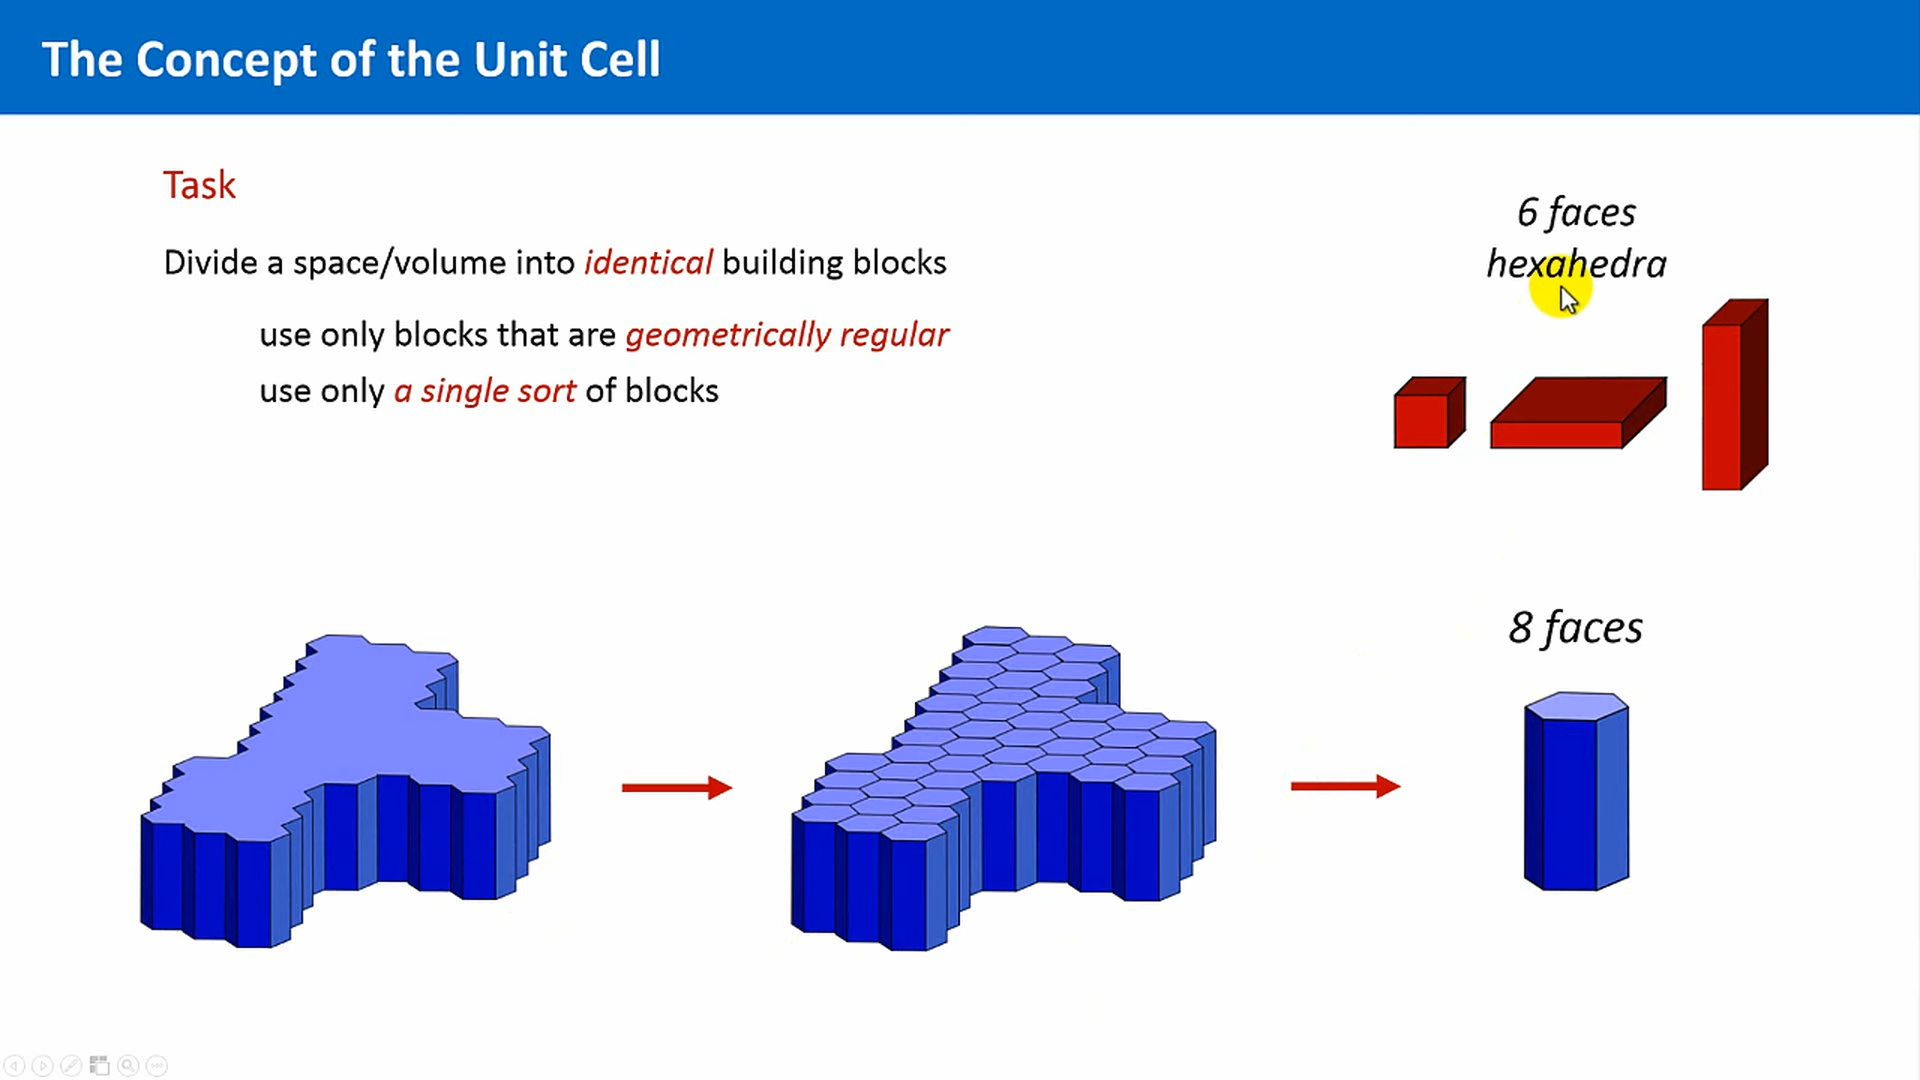 The Concept of the Unit Cell
Task
Divide a space/volume into identical building blocks
use only blocks that are geometrically regular
use only a single sort of blocks
6 faces
hexahedra
8 faces